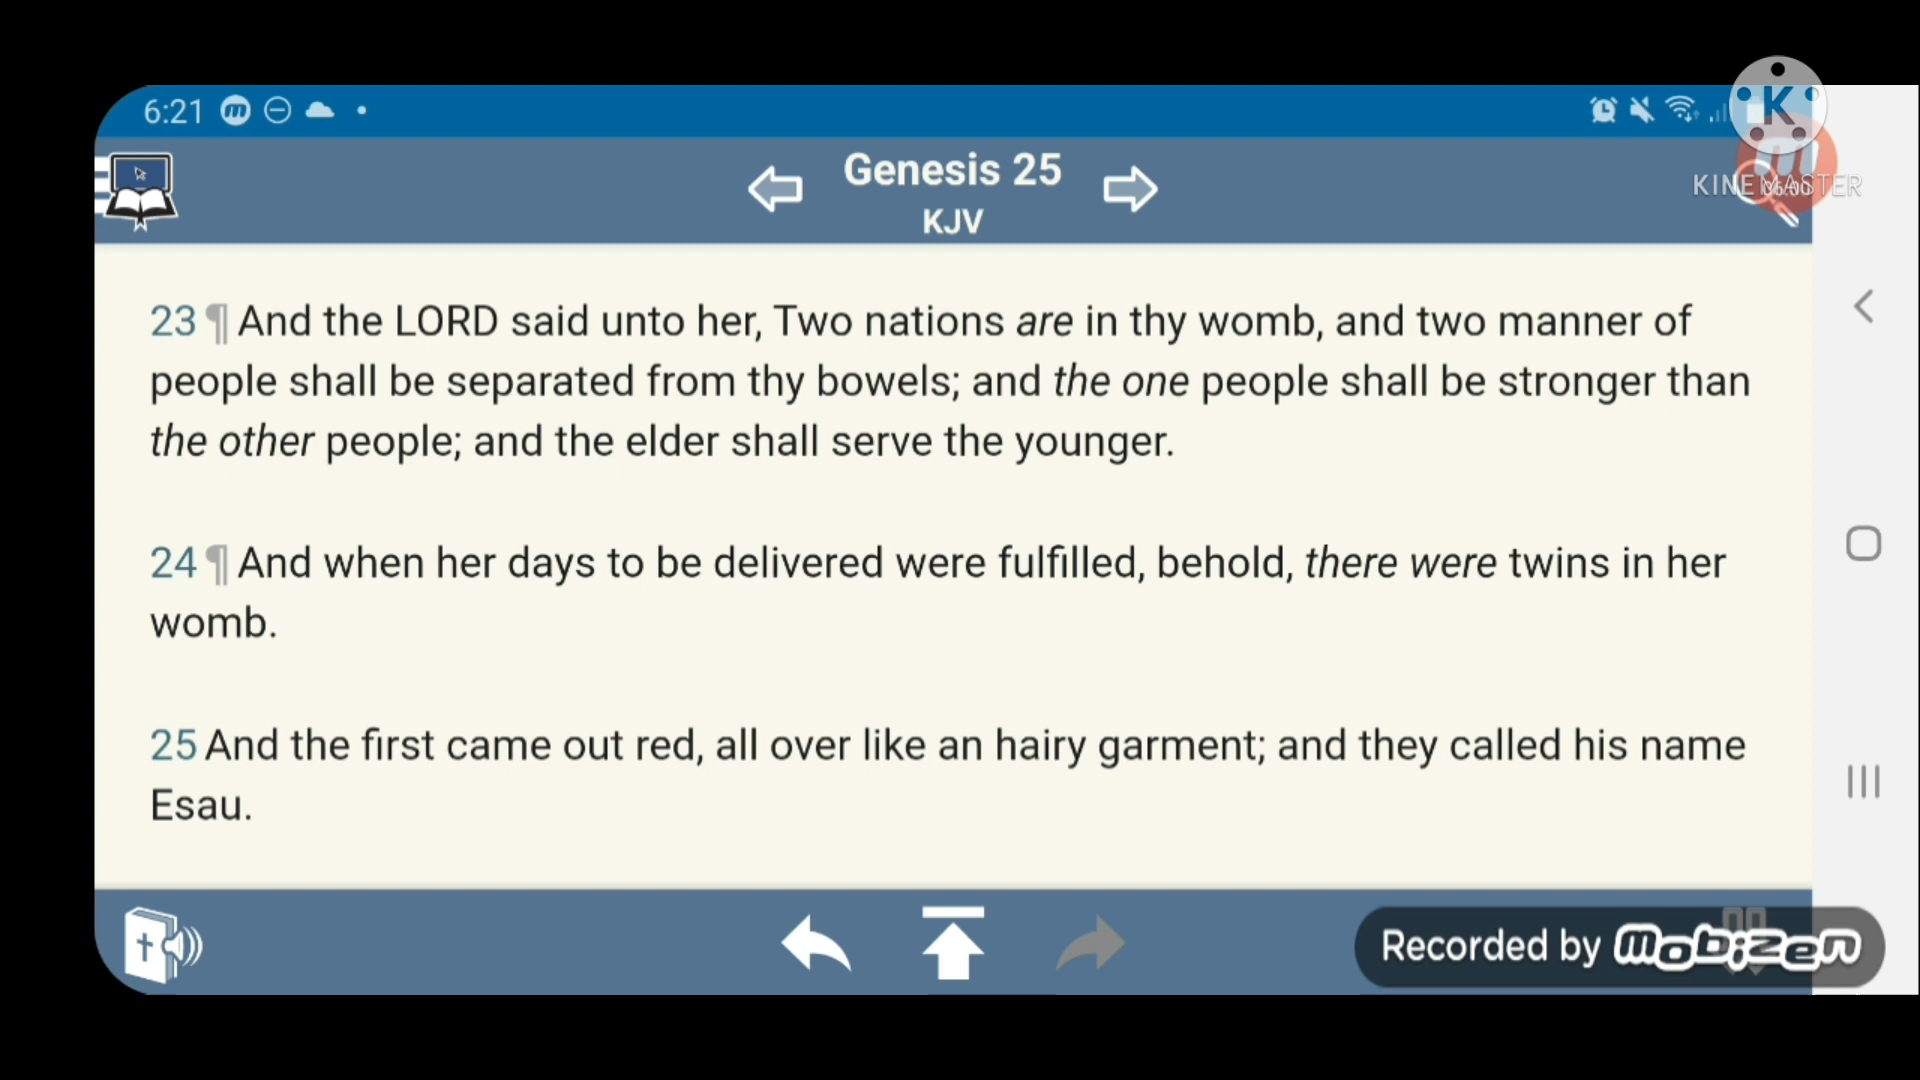 6:21
Genesis 25
KJV
KINEMASTER
23 ¶ And the LORD said unto her, Two nations are in thy womb, and two manner of
people shall be separated from thy bowels; and the one people shall be stronger than
the other people; and the elder shall serve the younger.
24 ¶ And when her days to be delivered were fulfilled, behold, there were twins in her
womb.
25 And the first came out red, all over like an hairy garment; and they called his name
Esau.
Recorded by mobizen